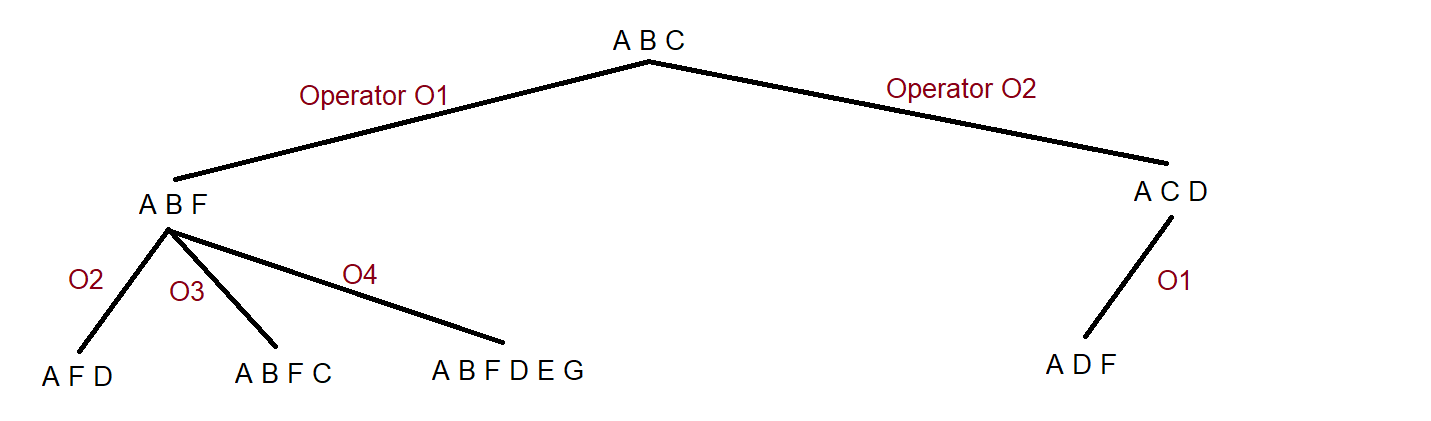 A B C
Operator O1
Operator O2
A B F
A C D
O2
O3
O4
O1
A F D
A B F C
A B F D E G
A D F